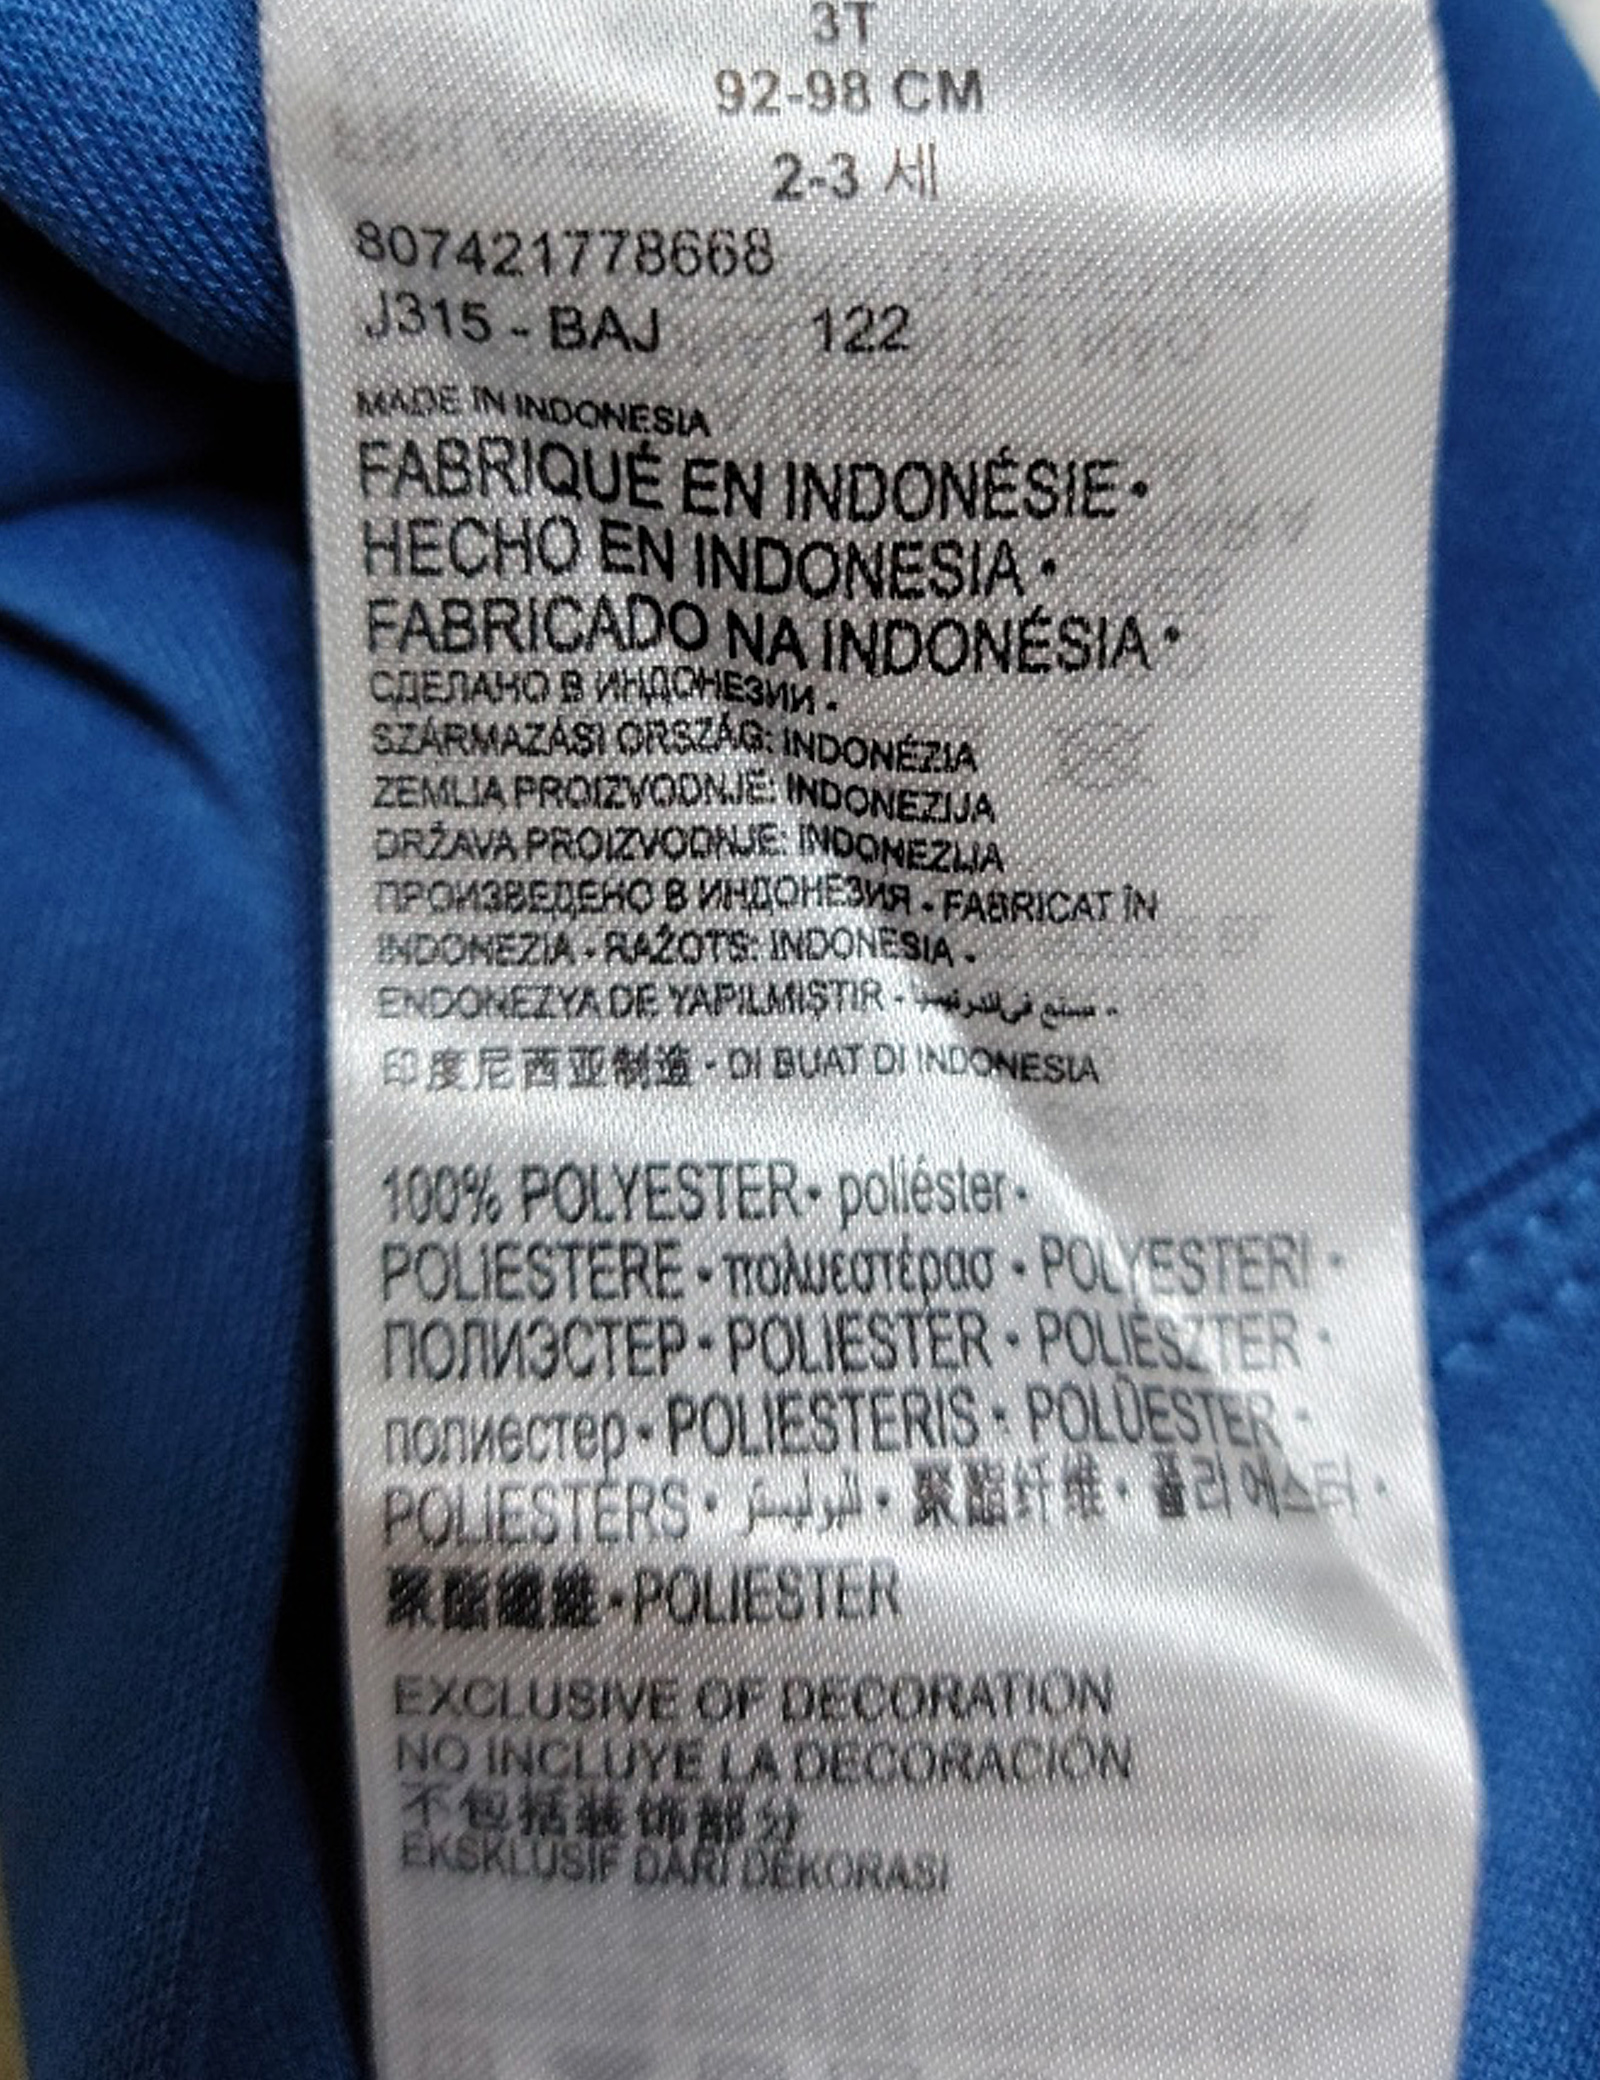 3T
92-98 CM
2-3 세
807421778668
J315 - BAJ 122
MADE IN INDONESIA
FABRIQUÉ EN INDONÉSIE •
HECHO EN INDONESIA •
FABRICADO NA INDONÉSIA •
СДЕЛАНО В ИНДОНЕЗИИ -
SZÁRMAZÁSI ORSZÁG: INDONÉZIA
ZEMLJA PROIZVODNJE: INDONEZIJA
DRŽAVA PROIZVODNJE: INDONEZIJA
ПРОИЗВЕДЕНО В ИНДОНЕЗИЯ - FABRICAT ÎN
INDONEZIA - RAŽOTS: INDONESIA -
ENDONEZYA DE YAPILMIŞTIR - في -
印度尼西亚制造 - DI BUAT DI INDONESIA
100% POLYESTER • poliéster •
POLIESTERE • πολυεστέρασ • POLYESTERI •
ПОЛИЭСТЕР • POLIESTER • POLIÉSZTER •
полиестер • POLIESTERIS • POLÜESTER •
POLIESTERS • • 聚酯纤维 • 폴리에스터 •
聚酯纖維 • POLIESTER
EXCLUSIVE OF DECORATION
NO INCLUYE LA DECORACIÓN
不包括装饰部分
EKSKLUSIF DARI DEKORASI